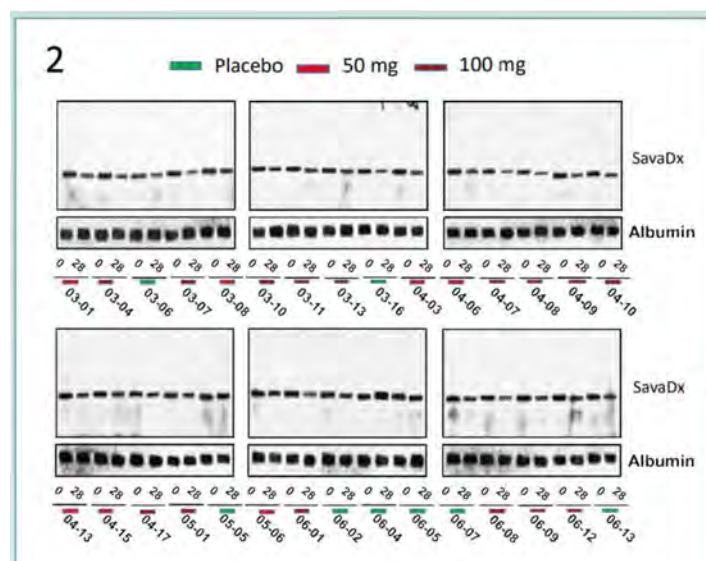 2
Placebo 50 mg 100 mg
SavaDx
Albumin
0 28 0 28 0 28 0 28 0 28 0 28 0 28 0 28 0 28 0 28 0 28 0 28 0 28 0 28 0 28
03-01 03-04 03-06 03-07 03-08 03-10 03-11 03-13 03-16 04-03 04-06 04-07 04-08 04-09 04-10
SavaDx
Albumin
0 28 0 28 0 28 0 28 0 28 0 28 0 28 0 28 0 28 0 28 0 28 0 28 0 28 0 28 0 28
04-13 04-15 04-17 05-01 05-05 05-06 06-01 06-02 06-04 06-05 06-07 06-08 06-09 06-12 06-13